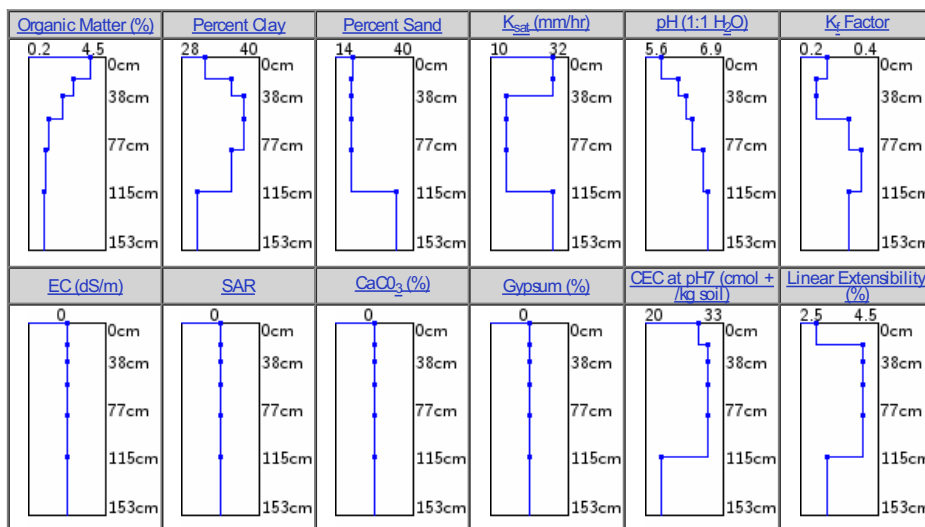 Organic Matter (%) Percent Clay Percent Sand Ksat (mm/hr) pH (1:1 H2O) Kf Factor
0.2 4.5 28 40 14 40 10 32 5.6 6.9 0.2 0.4
0cm 0cm 0cm 0cm 0cm 0cm
38cm 38cm 38cm 38cm 38cm 38cm
77cm 77cm 77cm 77cm 77cm 77cm
115cm 115cm 115cm 115cm 115cm 115cm
153cm 153cm 153cm 153cm 153cm 153cm
EC (dS/m) SAR CaCO3 (%) Gypsum (%) CEC at pH7 (cmol + /kg soil) Linear Extensibility (%)
0 0 0 0 20 33 2.5 4.5
0cm 0cm 0cm 0cm 0cm 0cm
38cm 38cm 38cm 38cm 38cm 38cm
77cm 77cm 77cm 77cm 77cm 77cm
115cm 115cm 115cm 115cm 115cm 115cm
153cm 153cm 153cm 153cm 153cm 153cm